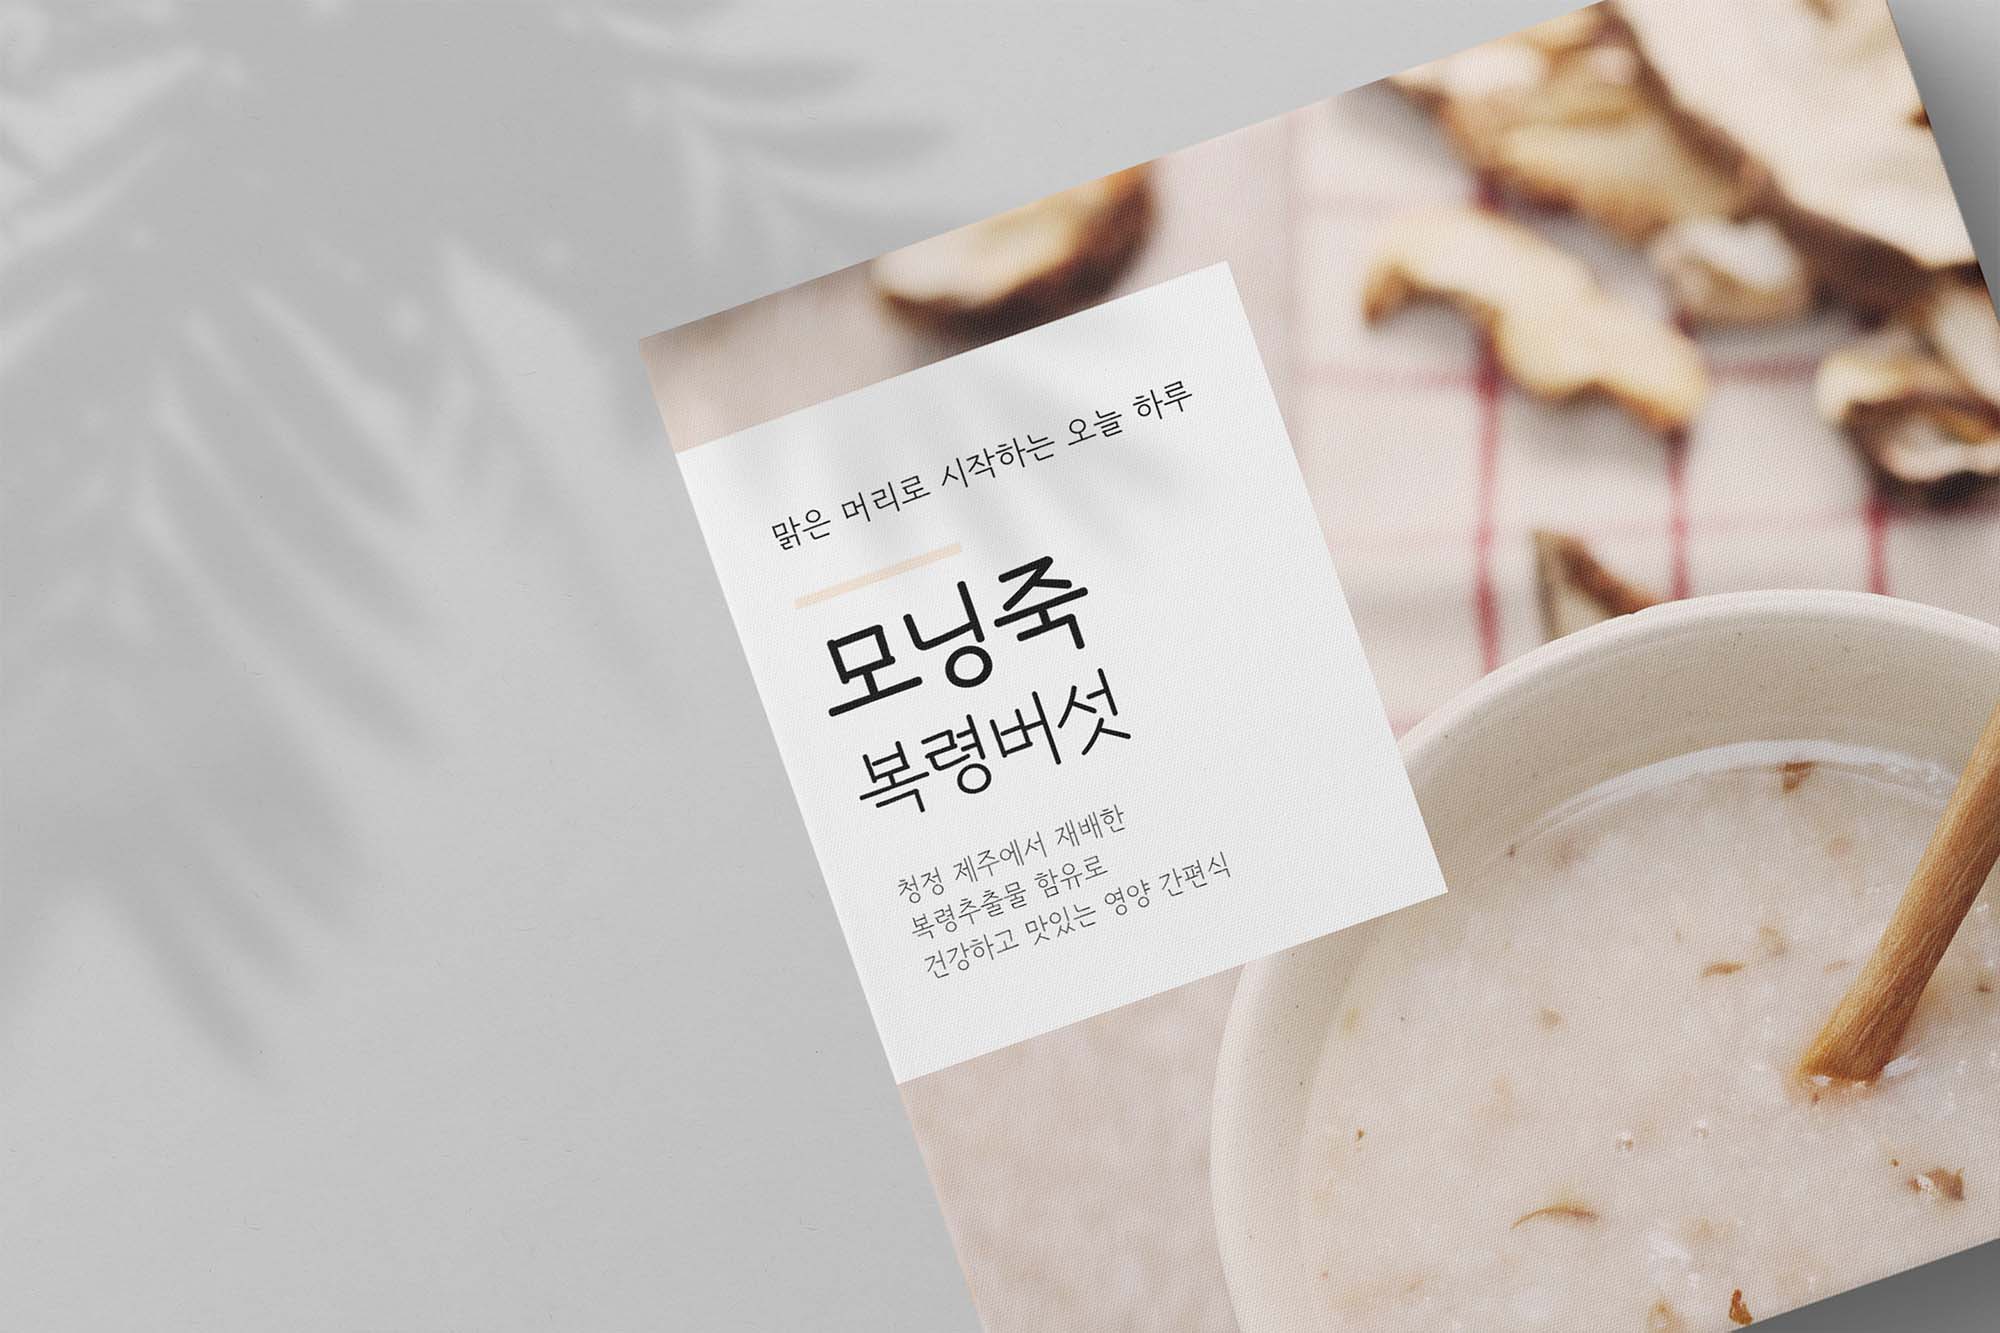 맑은 머리로 시작하는 오늘 하루
모닝죽
복령버섯
청정 제주에서 재배한
복령추출물 함유로
건강하고 맛있는 영양 간편식